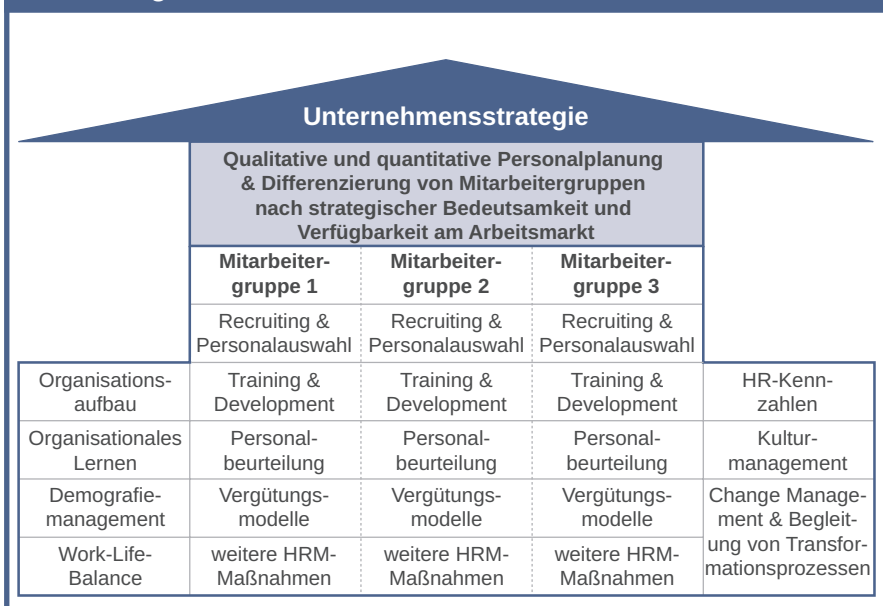 Unternehmensstrategie
Qualitative und quantitative Personalplanung
& Differenzierung von Mitarbeitergruppen
nach strategischer Bedeutsamkeit und
Verfügbarkeit am Arbeitsmarkt
Mitarbeiter-
gruppe 1
Mitarbeiter-
gruppe 2
Mitarbeiter-
gruppe 3
Recruiting &
Personalauswahl
Recruiting &
Personalauswahl
Recruiting &
Personalauswahl
Organisations-
aufbau
Training &
Development
Training &
Development
Training &
Development
HR-Kenn-
zahlen
Organisationales
Lernen
Personal-
beurteilung
Personal-
beurteilung
Personal-
beurteilung
Kultur-
management
Demografie-
management
Vergütungs-
modelle
Vergütungs-
modelle
Vergütungs-
modelle
Change Manage-
ment & Begleit-
ung von Transfor-
mationsprozessen
Work-Life-
Balance
weitere HRM-
Maßnahmen
weitere HRM-
Maßnahmen
weitere HRM-
Maßnahmen